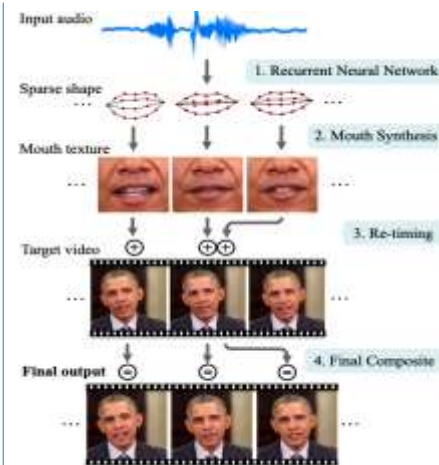 Input audio
1. Recurrent Neural Network
Sparse shape
2. Mouth Synthesis
Mouth texture
3. Re-timing
Target video
4. Final Composite
Final output